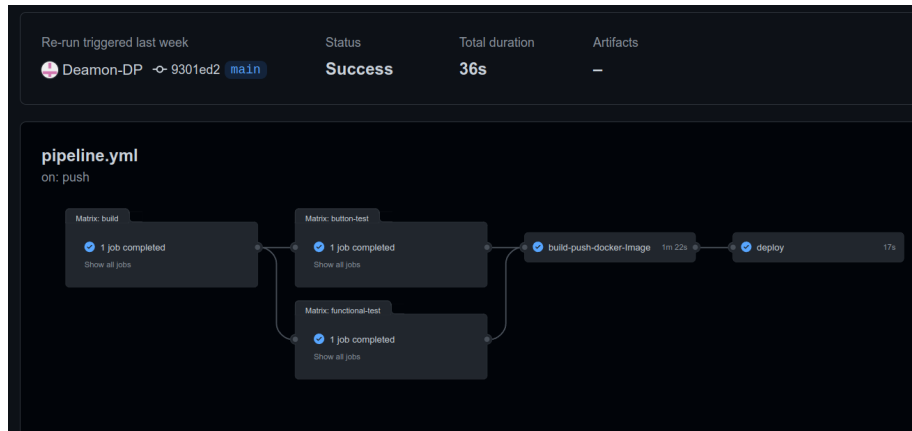 Re-run triggered last week
Status
Total duration
Artifacts
Deamon-DP 9301ed2 main
Success
36s
–
pipeline.yml
on: push
Matrix: build
1 job completed
Show all jobs
Matrix: button-test
1 job completed
Show all jobs
Matrix: functional-test
1 job completed
Show all jobs
build-push-docker-Image 1m 22s
deploy 17s